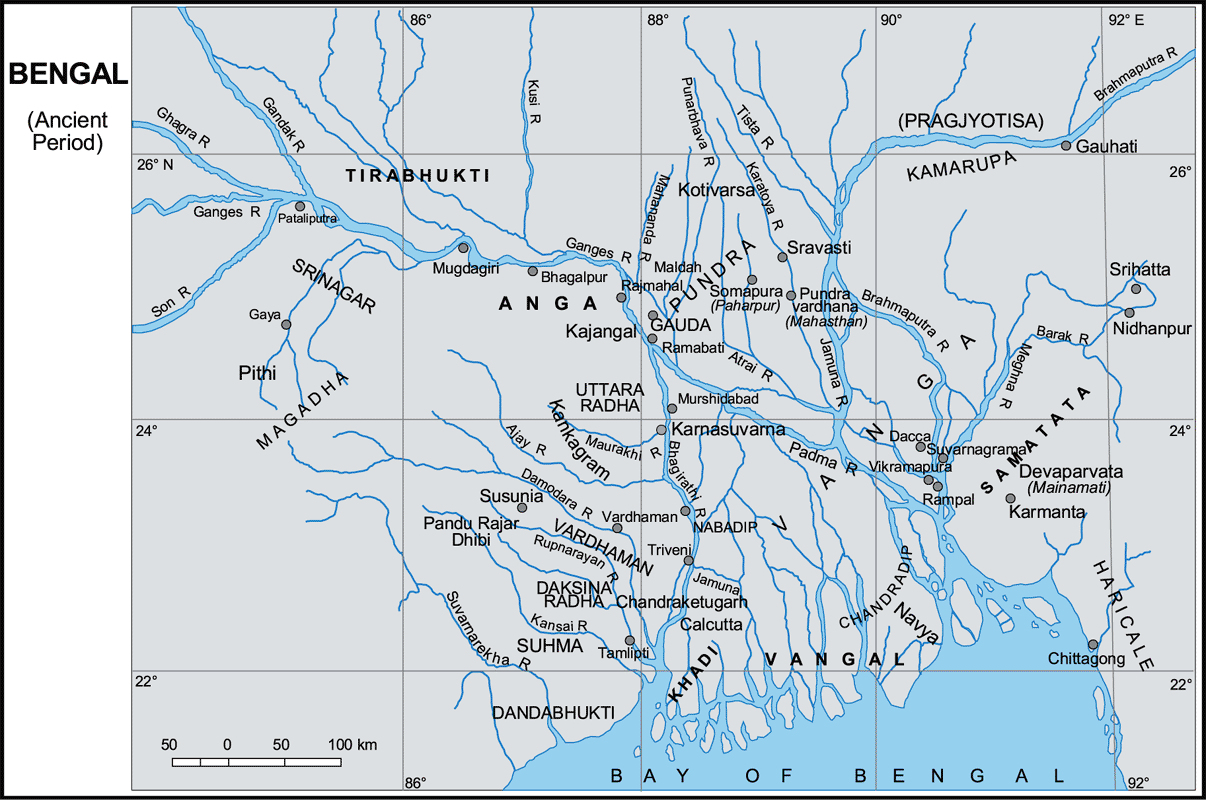 BENGAL
(Ancient
Period)
86°
88°
90°
92° E
Ghagra R
Gandak R
Kusi R
Punarbhava R
Tista R
Brahmaputra R
(PRAGJYOTISA)
Gauhati
KAMARUPA
26° N
26°
TIRABHUKTI
Mahananda R
Kotivarsa
Karatoya R
Ganges R
Pataliputra
Mugdagiri
Ganges R
Bhagalpur
Maldah
Rajmahal
PUNDRA
Sravasti
Somapura
(Paharpur)
Pundra
vardhana
(Mahasthan)
Srihatta
Nidhanpur
SRINAGAR
Son R
Gaya
ANGA
Kajangal
GAUDA
Ramabati
Brahmaputra R
Barak R
Jamuna R
Atrai R
Meghna R
Pithi
MAGADHA
UTTARA
RADHA
Murshidabad
24°
24°
Kankagram
Karnasuvarna
Ajay R
Maurakhi R
Bhagirathi R
Padma R
VANGA
Dacca
Suvarnagrama
Vikramapura
Rampal
SAMATATA
Devaparvata
(Mainamati)
Karmanta
Damodara R
Susunia
Pandu Rajar
Dhibi
Vardhaman
NABADIP
VARDHAMAN
Rupnarayan R
Triveni
Jamuna
DAKSINA
RADHA
Chandraketugarh
Calcutta
CHANDRADIP
Navya
HARICALE
Suvarnarekha R
Kansai R
SUHMA
Tamlipti
KHADI
VANGAL
Chittagong
22°
22°
DANDABHUKTI
50 0 50 100 km
86°
BAY OF BENGAL
92°